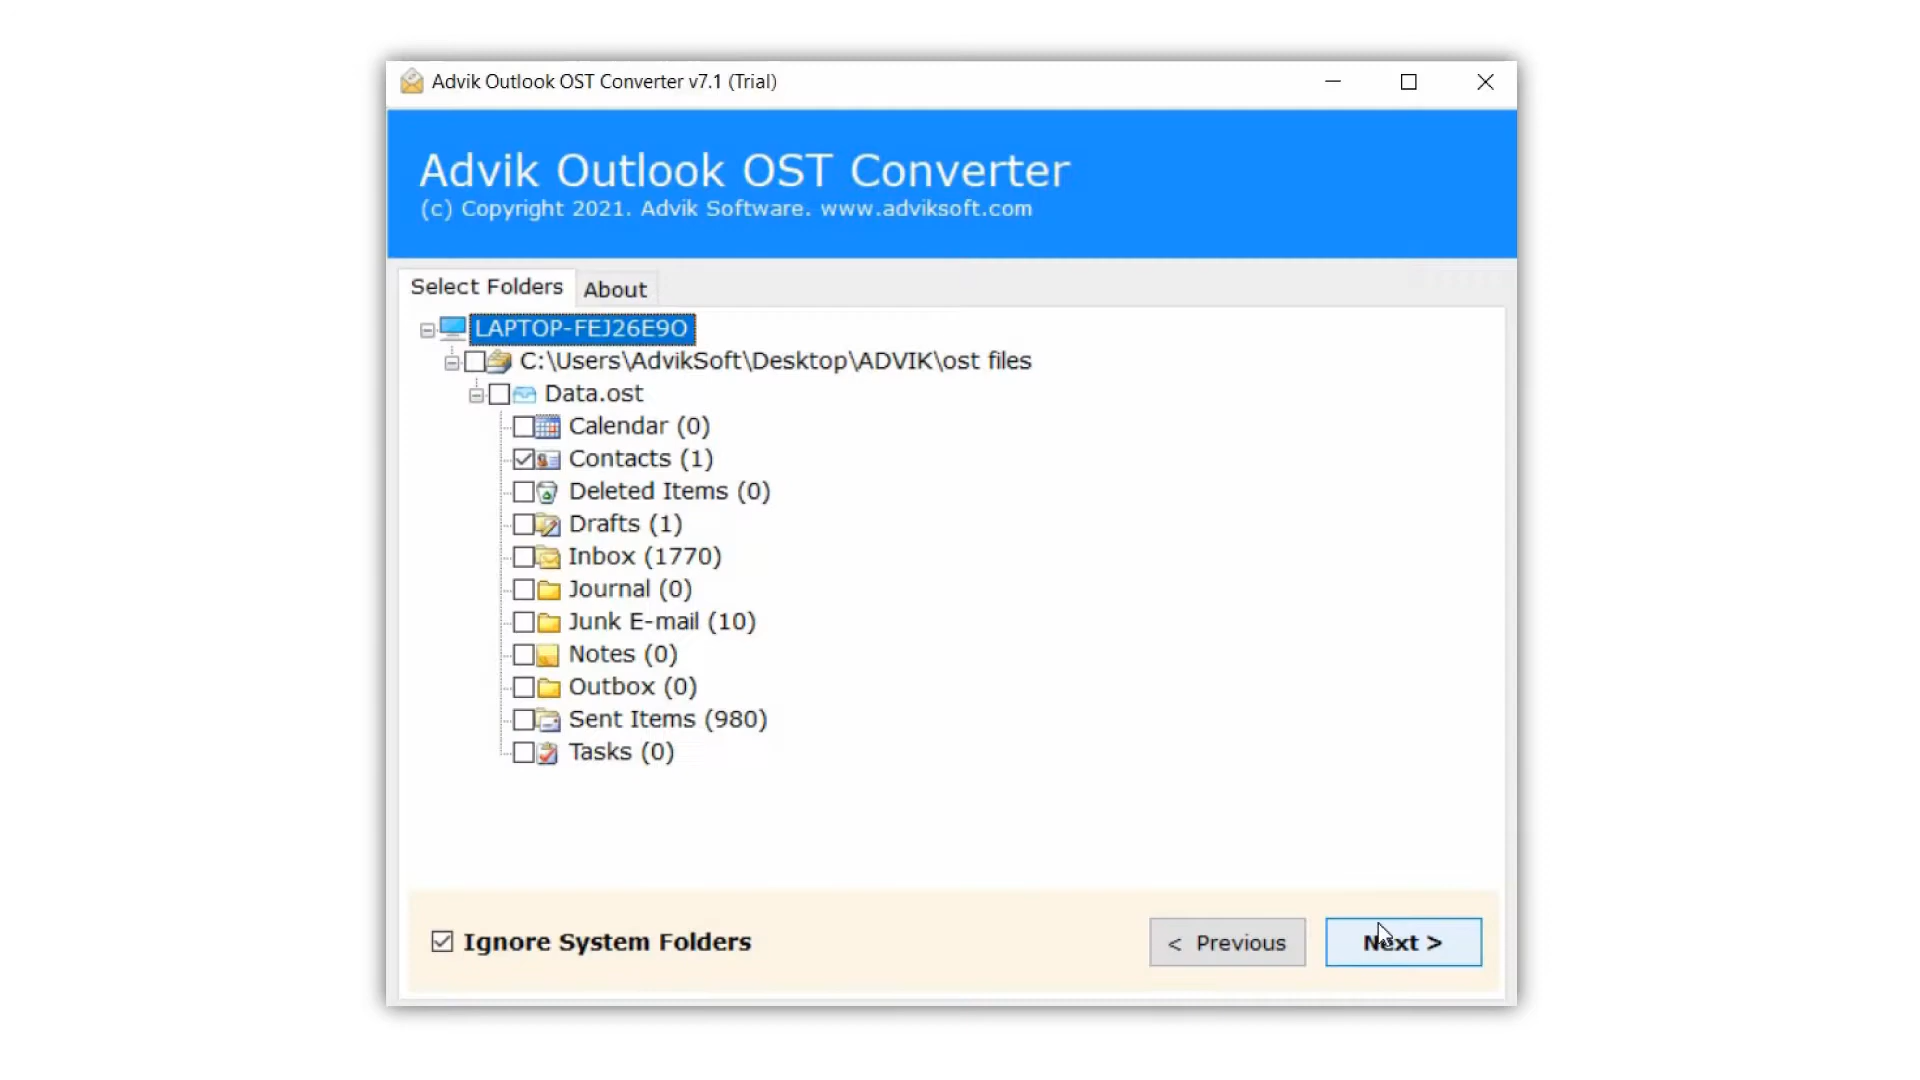 Advik Outlook OST Converter v7.1 (Trial)
Advik Outlook OST Converter
(c) Copyright 2021. Advik Software. www.adviksoft.com
Select Folders About
LAPTOP-FEJ26E9O
C:\Users\AdvikSoft\Desktop\ADVIK\ost files
Data.ost
Calendar (0)
Contacts (1)
Deleted Items (0)
Drafts (1)
Inbox (1770)
Journal (0)
Junk E-mail (10)
Notes (0)
Outbox (0)
Sent Items (980)
Tasks (0)
Ignore System Folders < Previous Next >